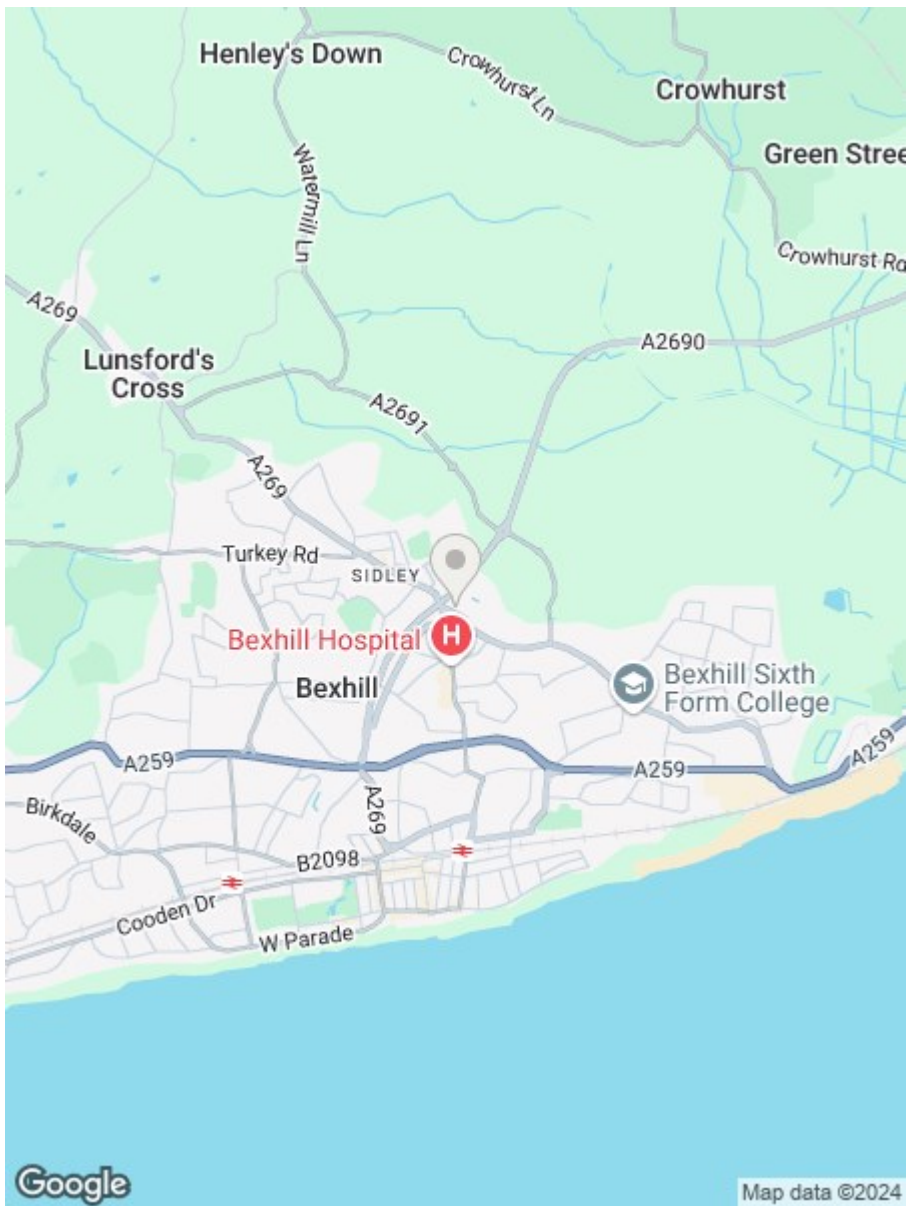 Henley's Down
Crowhurst Ln
Crowhurst
Green Stree
Watermill Ln
Crowhurst Rd
A269
A2690
Lunsford's
Cross
A2691
A269
Turkey Rd
SIDLEY
Bexhill Hospital
H
Bexhill
Bexhill Sixth
Form College
A259
A259
A259
Birkdale
A269
B2098
Cooden Dr
W Parade
Google
Map data ©2024